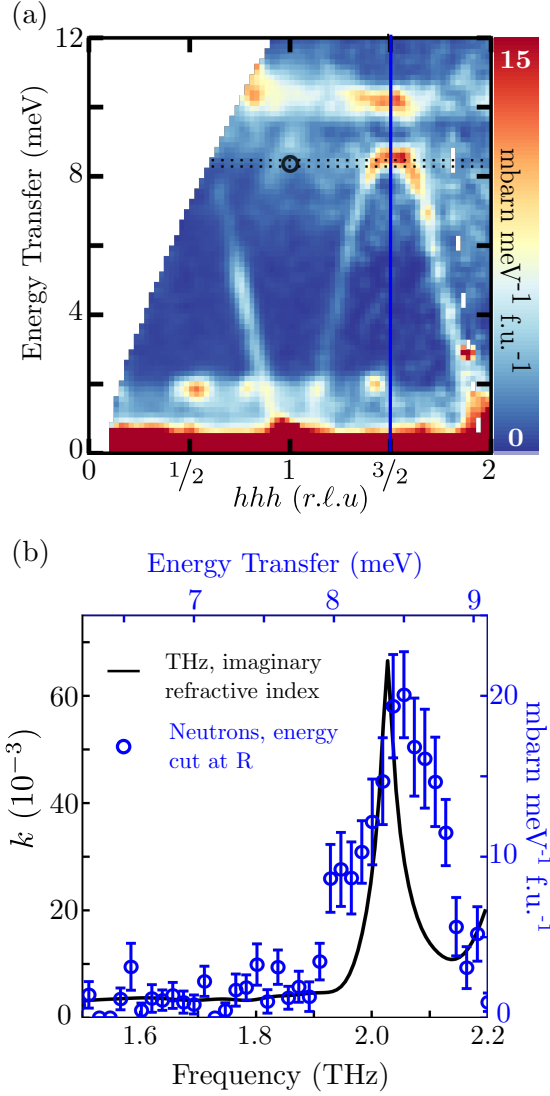 (a)
12
8
4
0
Energy Transfer (meV)
0
1/2
1
3/2
2
hhh (r.ℓ.u)
15
0
mbarn meV-1 f.u.-1
(b)
Energy Transfer (meV)
7
8
9
THz, imaginary
refractive index
Neutrons, energy
cut at R
60
40
20
0
k (10⁻³)
20
10
0
mbarn meV-1 f.u.-1
1.6
1.8
2.0
2.2
Frequency (THz)